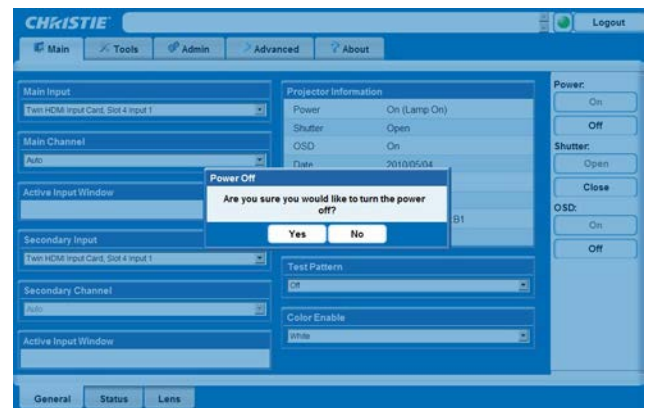 CHRISTIE
Logout
Main
Tools
Admin
Advanced
? About
Main Input
Twin HDMI Input Card, Slot 4 Input 1
Main Channel
Auto
Active Input Window
Secondary Input
Twin HDMI Input Card, Slot 4 Input 1
Secondary Channel
Auto
Active Input Window
Projector Information
Power On (Lamp On)
Shutter Open
OSD On
Date 2010/05/04
:B1
Test Pattern
Off
Color Enable
White
Power Off
Are you sure you would like to turn the power
off?
Yes No
Power:
On
Off
Shutter:
Open
Close
OSD:
On
Off
General
Status
Lens